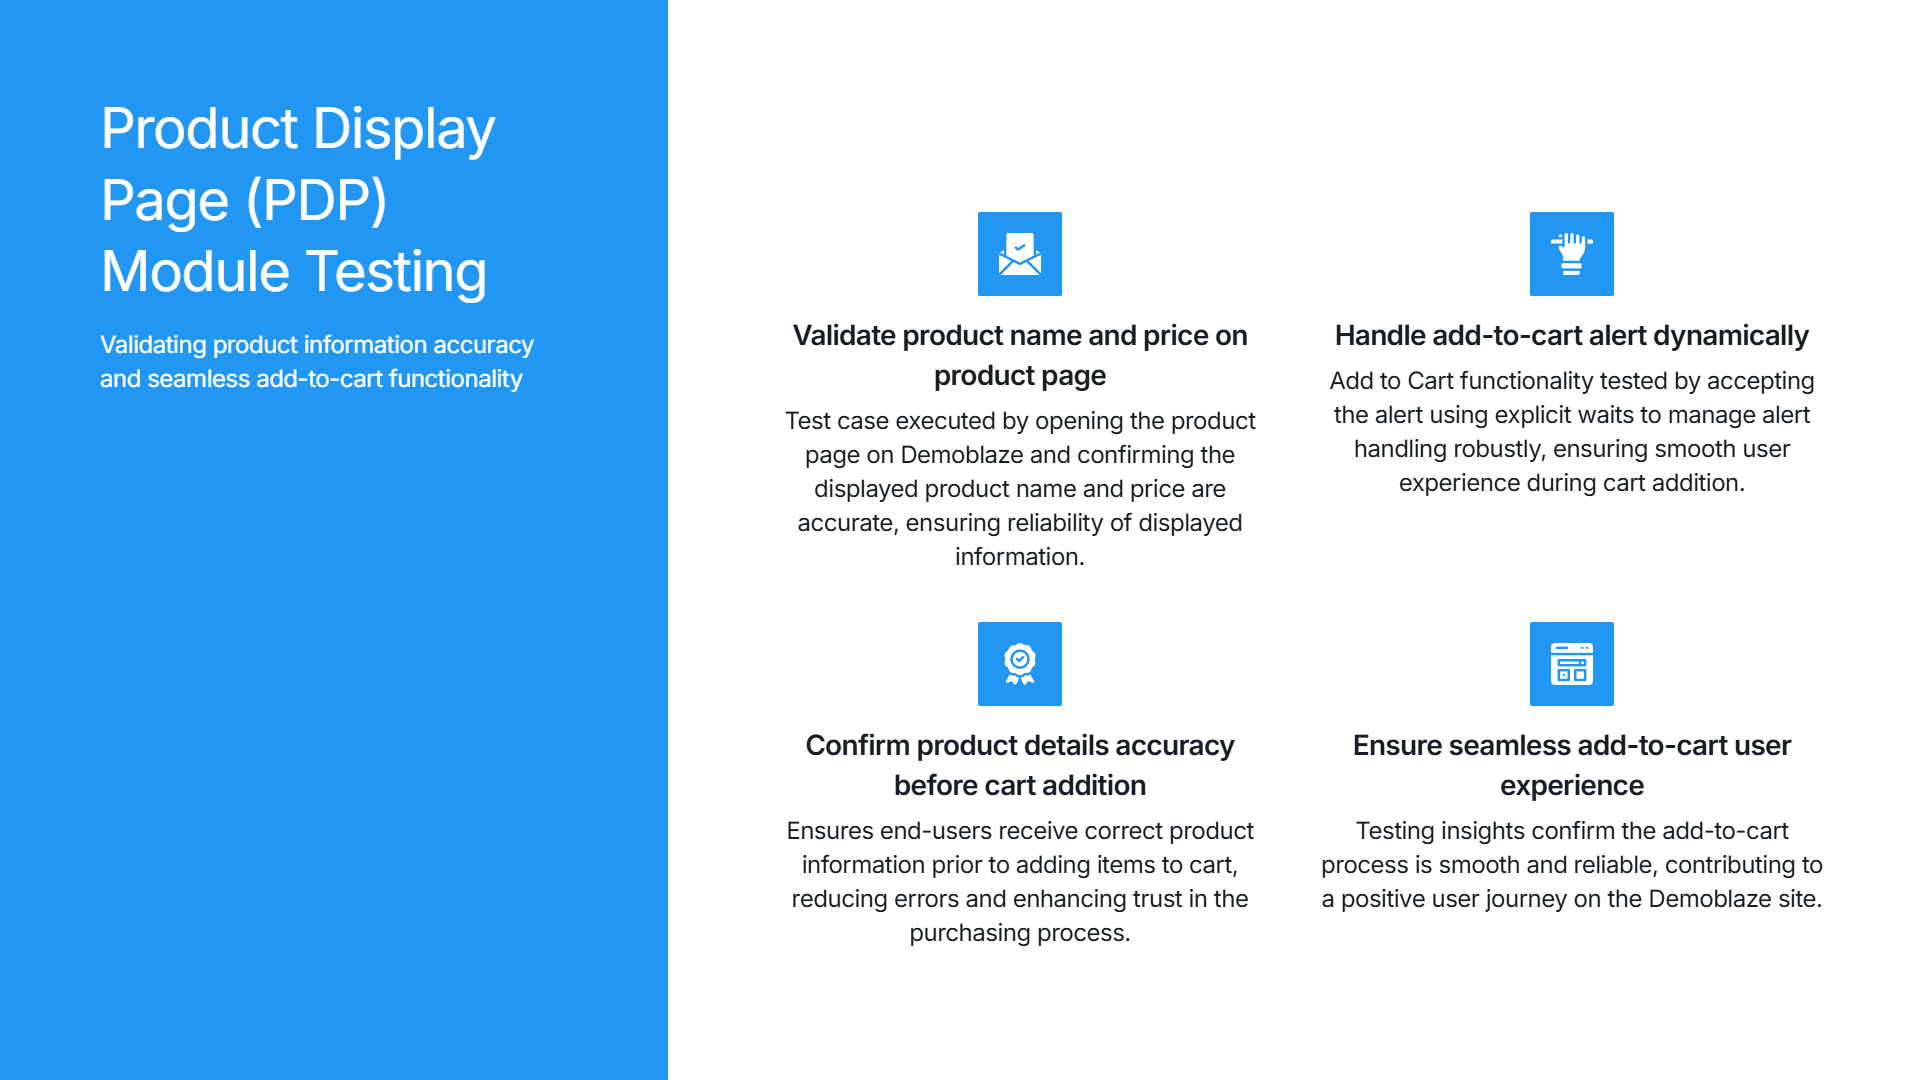 Product Display
Page (PDP)
Module Testing
Validating product information accuracy
and seamless add-to-cart functionality
Validate product name and price on
product page
Test case executed by opening the product
page on Demoblaze and confirming the
displayed product name and price are
accurate, ensuring reliability of displayed
information.
Handle add-to-cart alert dynamically
Add to Cart functionality tested by accepting
the alert using explicit waits to manage alert
handling robustly, ensuring smooth user
experience during cart addition.
Confirm product details accuracy
before cart addition
Ensures end-users receive correct product
information prior to adding items to cart,
reducing errors and enhancing trust in the
purchasing process.
Ensure seamless add-to-cart user
experience
Testing insights confirm the add-to-cart
process is smooth and reliable, contributing to
a positive user journey on the Demoblaze site.